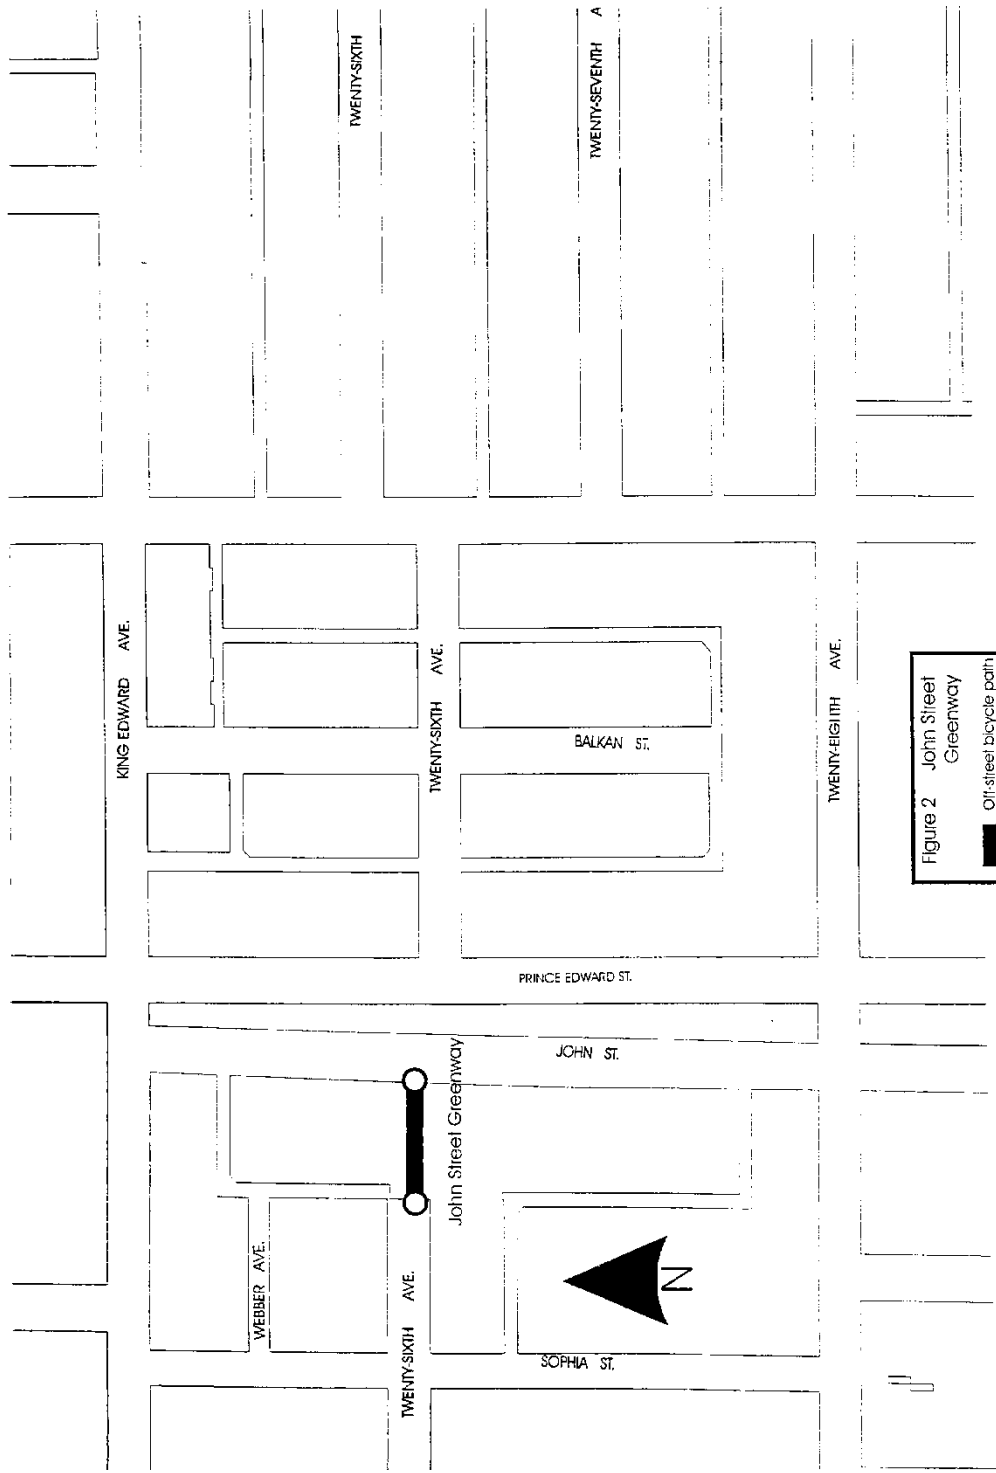 TWENTY-SIXTH
TWENTY-SEVENTH A
KING EDWARD AVE.
TWENTY-SIXTH AVE.
BALKAN ST.
TWENTY-EIGHTH AVE.
Figure 2 John Street
Greenway
Off-street bicycle path
PRINCE EDWARD ST.
JOHN ST.
John Street Greenway
WEBBER AVE.
TWENTY-SIXTH AVE.
N
SOPHIA ST.